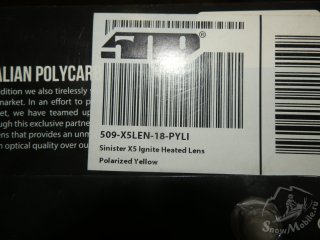 509
ALIAN POLYCAR
509-X5LEN-18-PYLI
Sinister X5 Ignite Heated Lens
Polarized Yellow
dition we also tirelessly
market. In an effort to p
we have teamed up
ugh this exclusive partne
ens that provides an unm
n optical quality over ou
SnowMobile.ru